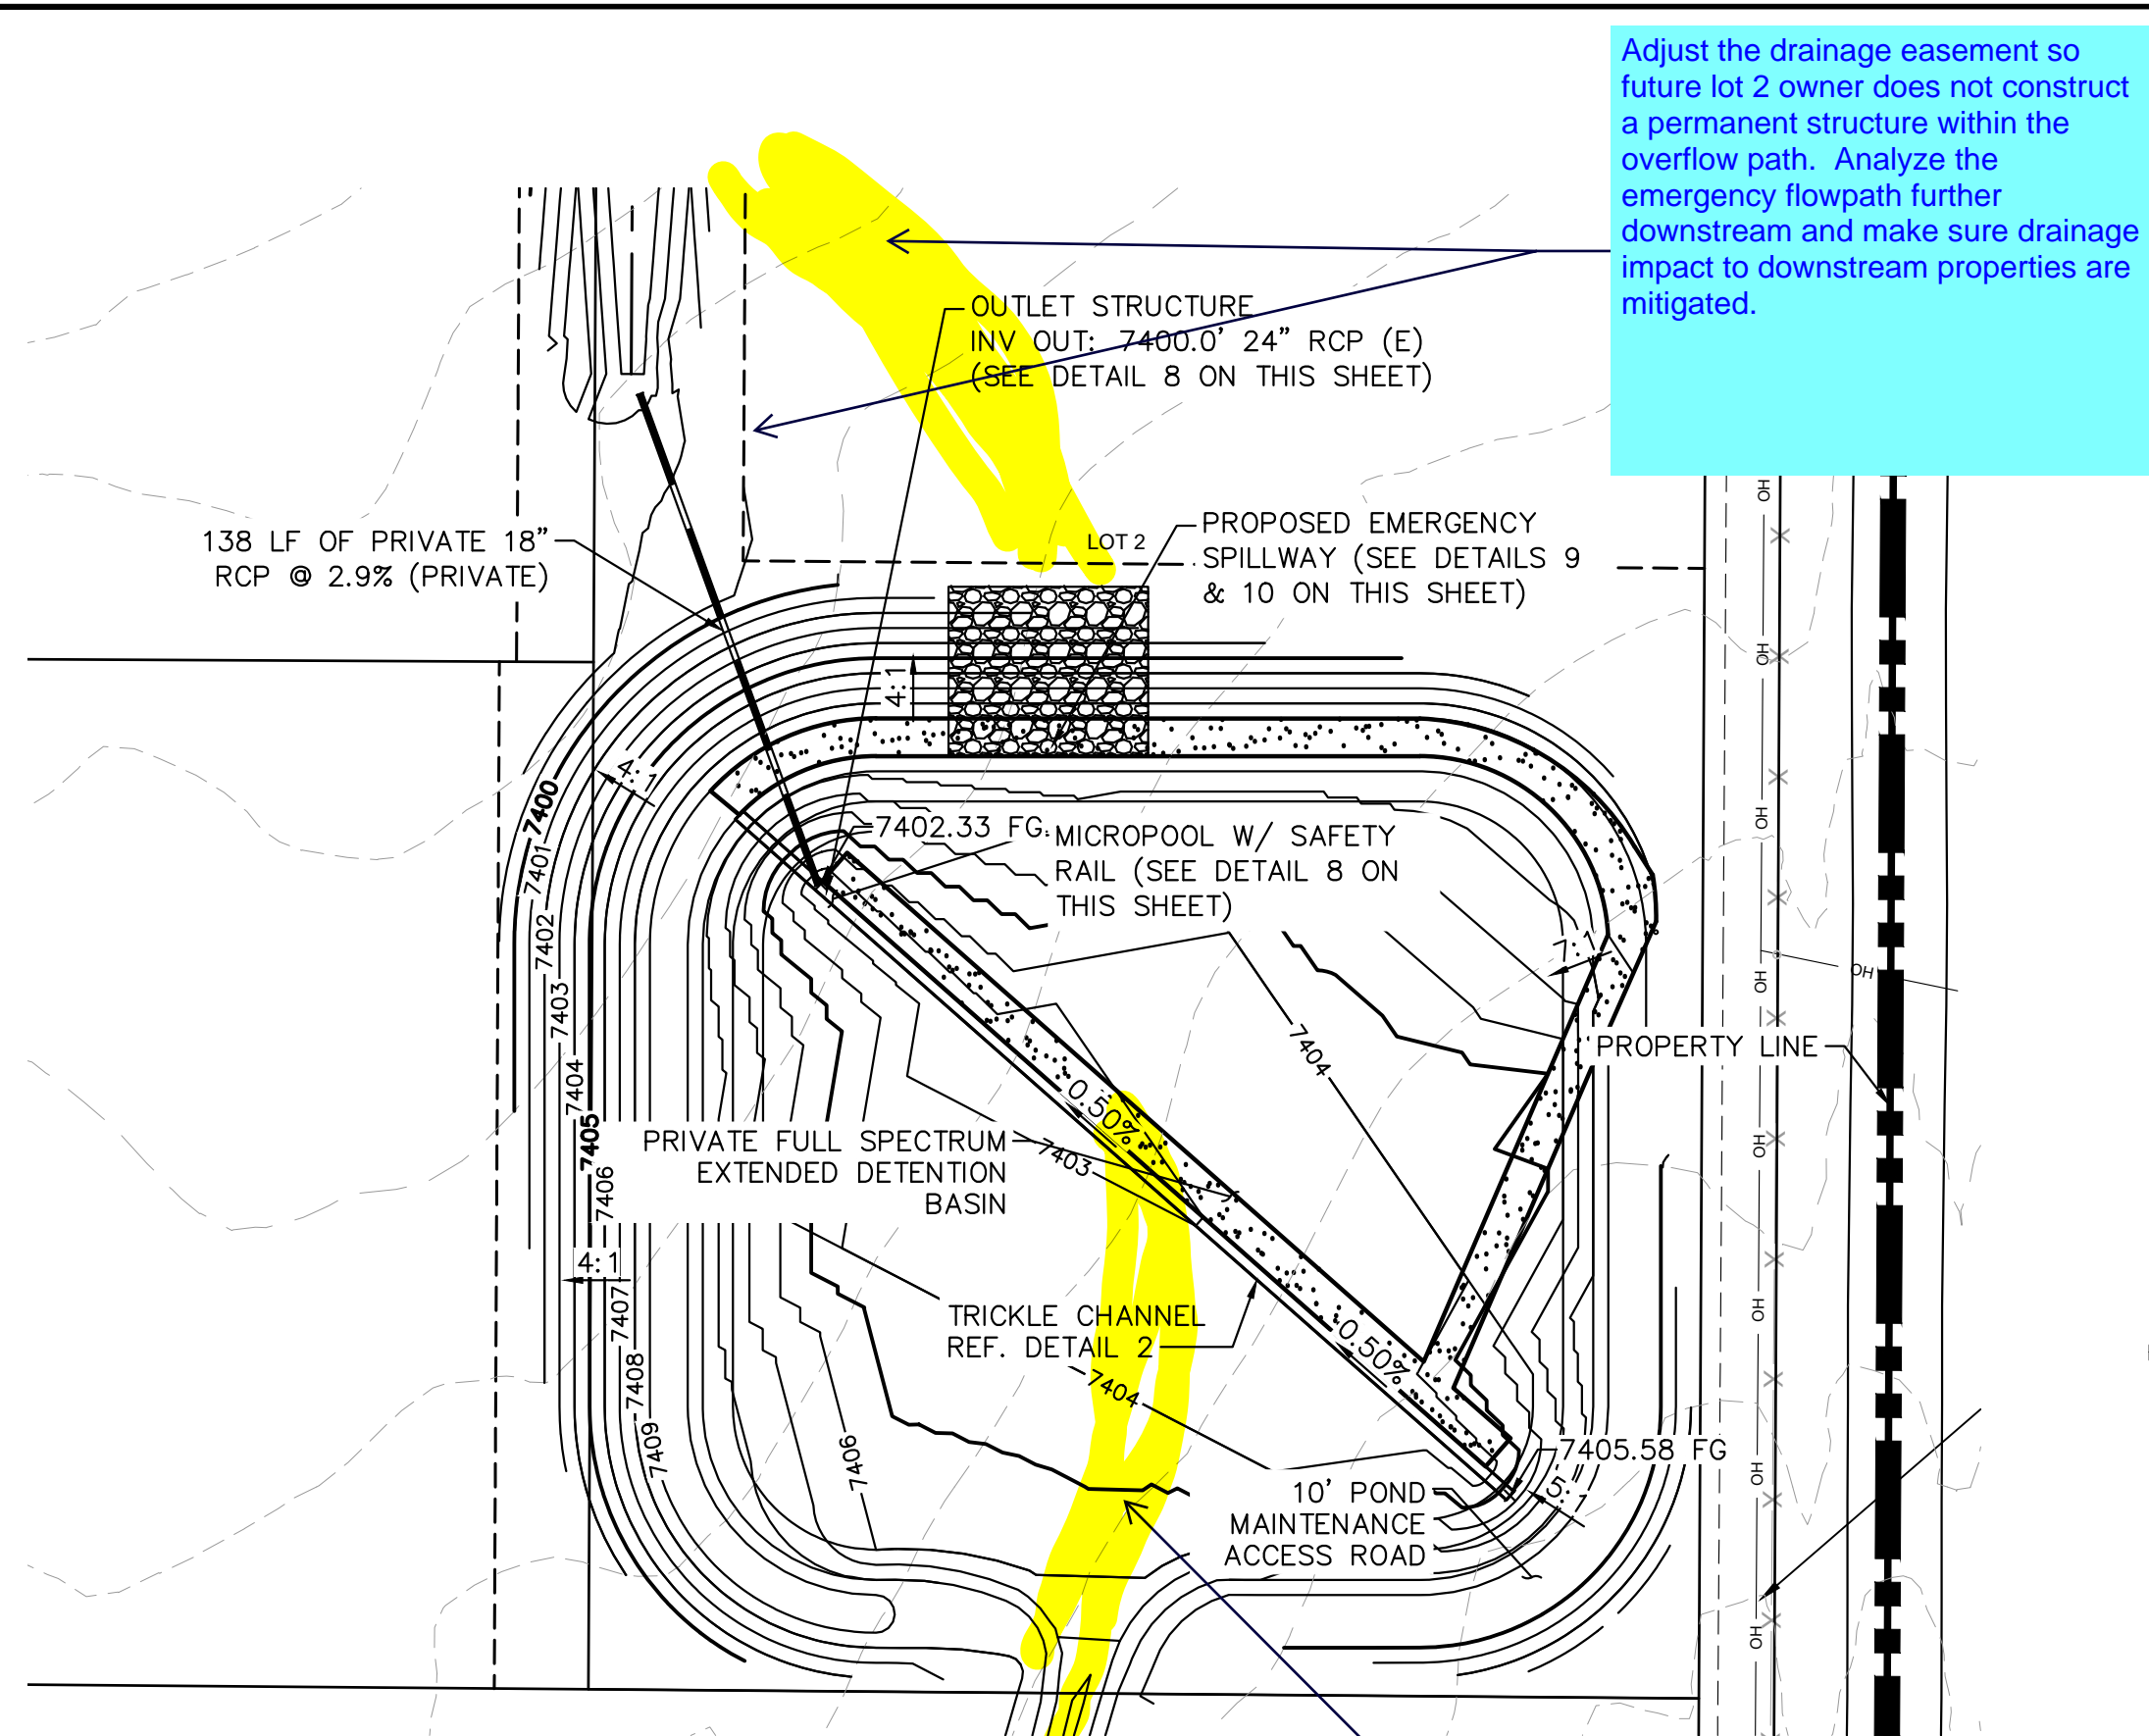 Adjust the drainage easement so
future lot 2 owner does not construct
a permanent structure within the
overflow path.  Analyze the
emergency flowpath further
downstream and make sure drainage
impact to downstream properties are
mitigated.
OUTLET STRUCTURE
INV OUT:  7400.0' 24" RCP (E)
(SEE DETAIL 8 ON THIS SHEET)
138 LF OF PRIVATE 18"
RCP @ 2.9% (PRIVATE)
LOT 2
PROPOSED EMERGENCY
SPILLWAY (SEE DETAILS 9
& 10 ON THIS SHEET)
OH
OH
4:1
4:1
7400
7401
7402
7403
7404
7405
7406
7407
7408
7409
7402.33 FG
MICROPOOL W/ SAFETY
RAIL (SEE DETAIL 8 ON
THIS SHEET)
OH
OH
OH
7404
PROPERTY LINE
0.50%
PRIVATE FULL SPECTRUM
EXTENDED DETENTION
BASIN
7403
OH
4:1
TRICKLE CHANNEL
REF. DETAIL 2
0.50%
OH
7404
7406
7405.58 FG
5:1
10' POND
MAINTENANCE
ACCESS ROAD
OH
OH